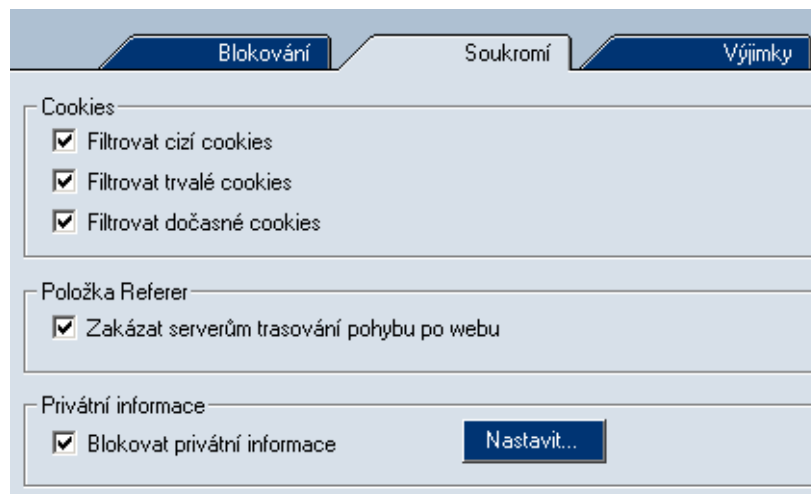 Blokování Soukromí Výjimky
Cookies
Filtrovat cizí cookies
Filtrovat trvalé cookies
Filtrovat dočasné cookies
Položka Referer
Zakázat serverům trasování pohybu po webu
Privátní informace
Blokovat privátní informace Nastavit...